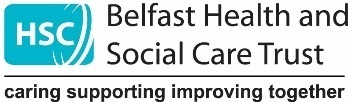 HSC
Belfast Health and
Social Care Trust
caring supporting improving together